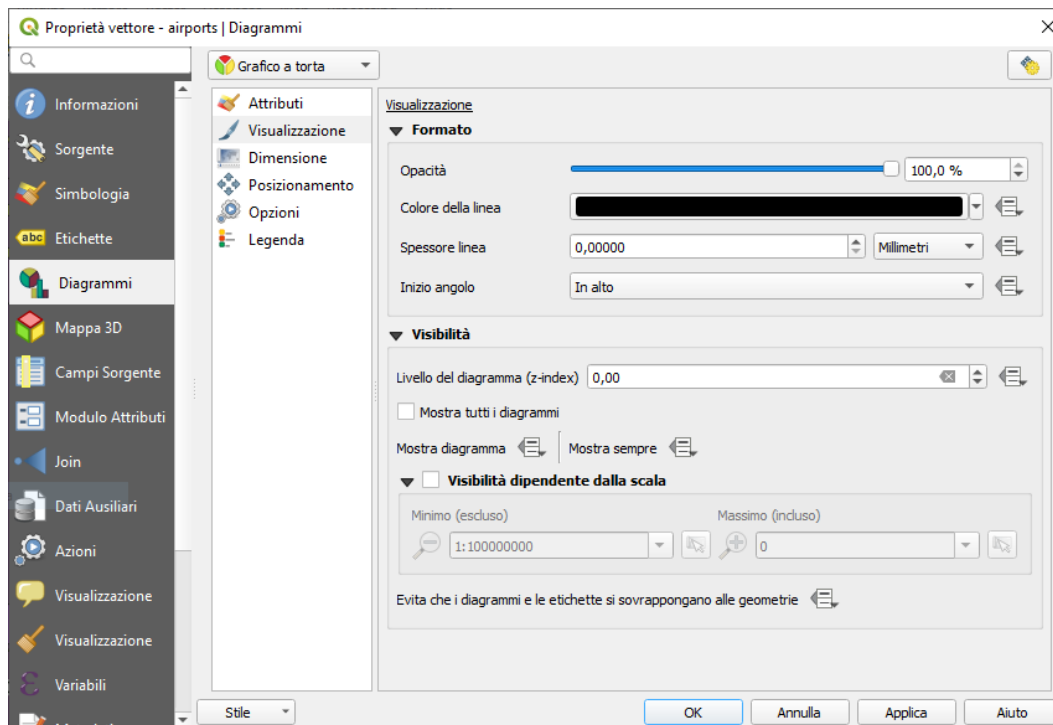 Proprietà vettore - airports | Diagrammi
Informazioni
Sorgente
Simbologia
abc Etichette
Diagrammi
Mappa 3D
Campi Sorgente
Modulo Attributi
Join
Dati Ausiliari
Azioni
Visualizzazione
Visualizzazione
Variabili
Grafico a torta
Attributi
Visualizzazione
Dimensione
Posizionamento
Opzioni
Legenda
Visualizzazione
Formato
Opacità 100,0 %
Colore della linea
Spessore linea 0,00000 Millimetri
Inizio angolo In alto
Visibilità
Livello del diagramma (z-index) 0,00
Mostra tutti i diagrammi
Mostra diagramma Mostra sempre
Visibilità dipendente dalla scala
Minimo (escluso) Massimo (incluso)
1:100000000 0
Evita che i diagrammi e le etichette si sovrappongano alle geometrie
Stile OK Annulla Applica Aiuto